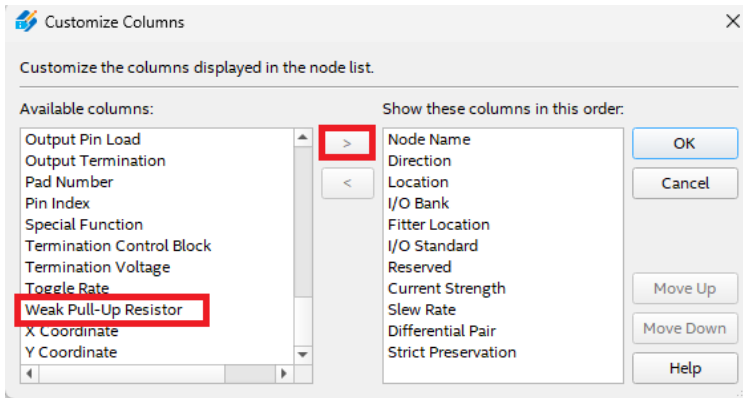 Customize Columns
Customize the columns displayed in the node list.
Available columns:
Output Pin Load
Output Termination
Pad Number
Pin Index
Special Function
Termination Control Block
Termination Voltage
Toggle Rate
Weak Pull-Up Resistor
X Coordinate
Y Coordinate
>
<
Show these columns in this order:
Node Name
Direction
Location
I/O Bank
Fitter Location
I/O Standard
Reserved
Current Strength
Slew Rate
Differential Pair
Strict Preservation
OK
Cancel
Move Up
Move Down
Help